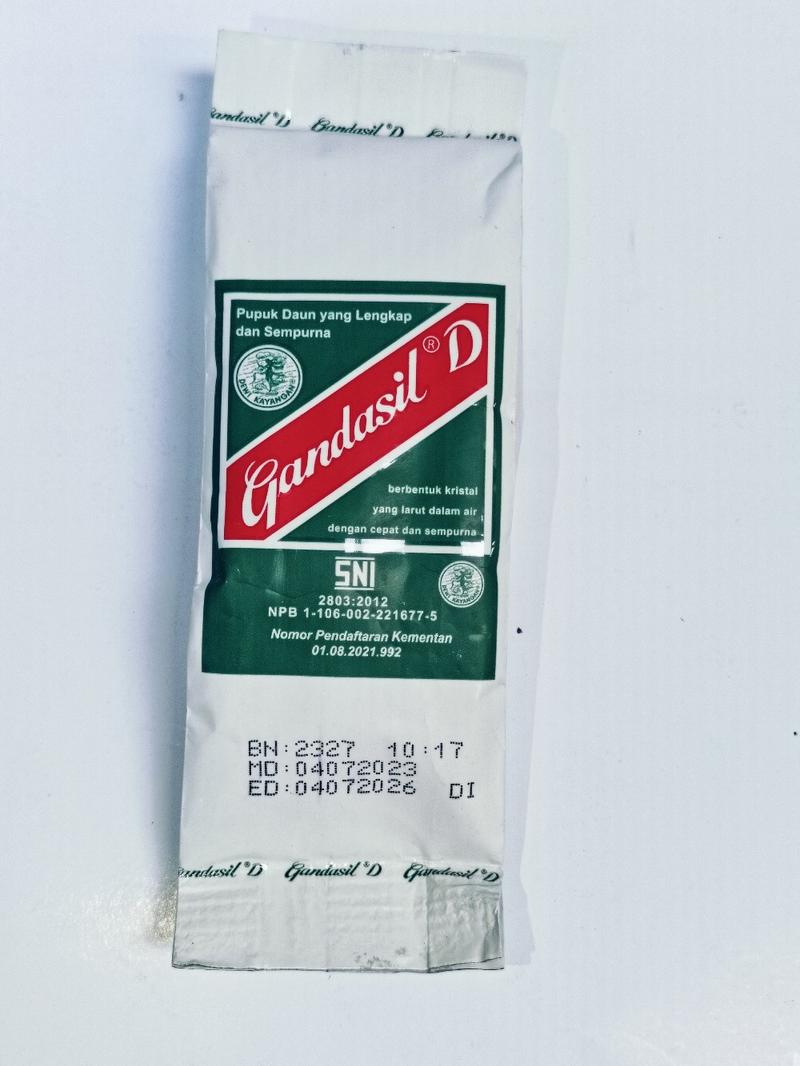 andasil®D Gandasil®D Gandasil®D
Pupuk Daun yang Lengkap
dan Sempurna
DEWI KAYANGAN
Gandasil® D
berbentuk kristal
yang larut dalam air
dengan cepat dan sempurna
SNI
DEWI KAYANGAN
2803:2012
NPB 1-106-002-221677-5
Nomor Pendaftaran Kementan
01.08.2021.992
BN:2327 10:17
MD:04072023
ED:04072026 DI
andasil®D Gandasil®D Gandasil®D